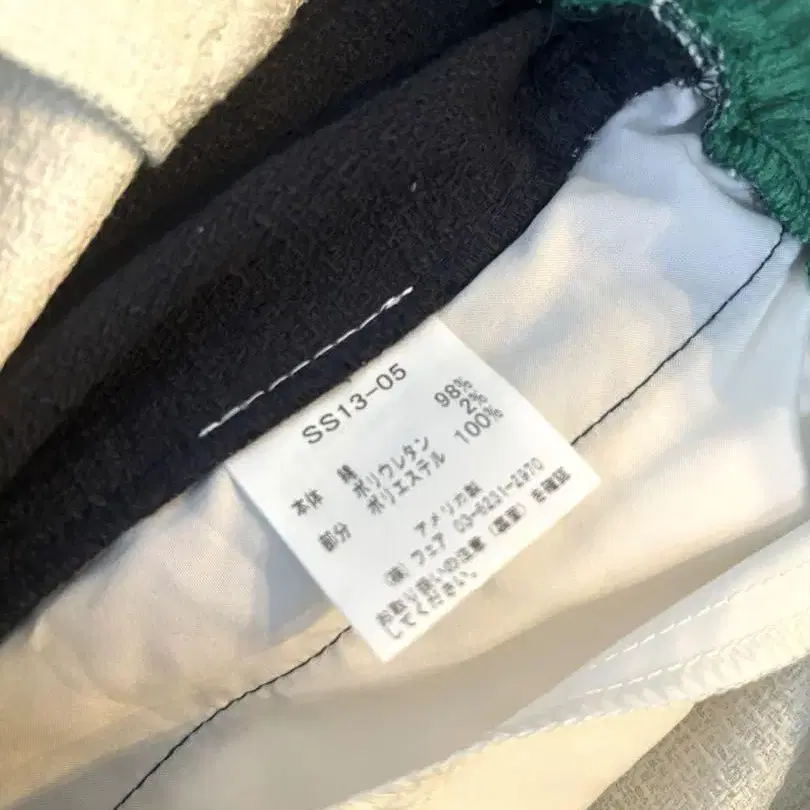 SS13-05
本体 綿 98%
ポリウレタン 2%
部分 ポリエステル 100%
アメリカ製
(株)フェア 03-6231-2970
お取り扱いの注意(裏面)を確認
してください。